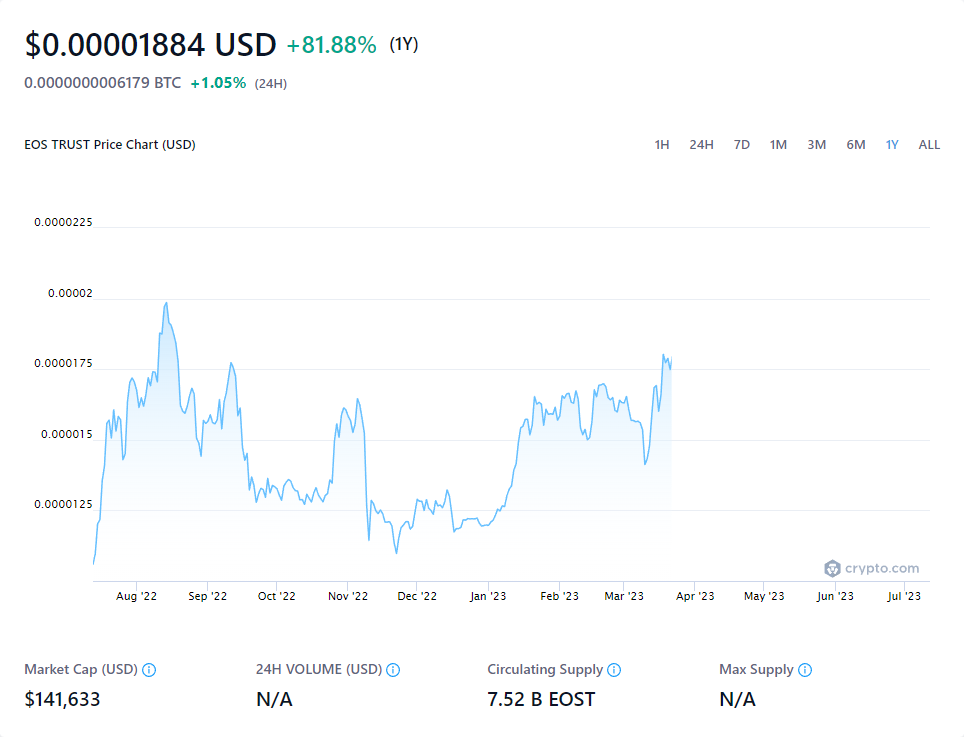 $0.00001884 USD +81.88% (1Y)
0.0000000006179 BTC +1.05% (24H)
EOS TRUST Price Chart (USD) 1H 24H 7D 1M 3M 6M 1Y ALL
0.0000225
0.00002
0.0000175
0.000015
0.0000125
crypto.com
Aug '22 Sep '22 Oct '22 Nov '22 Dec '22 Jan '23 Feb '23 Mar '23 Apr '23 May '23 Jun '23 Jul '23
Market Cap (USD) 24H VOLUME (USD) Circulating Supply Max Supply
$141,633 N/A 7.52 B EOST N/A